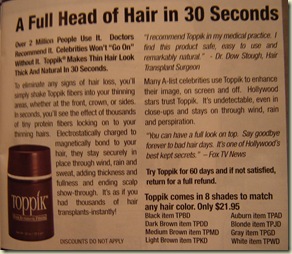 A Full Head of Hair in 30 Seconds
Over 2 Million People Use It. Doctors
Recommend It. Celebrities Won't "Go On"
Without It. Toppik® Makes Thin Hair Look
Thick And Natural In 30 Seconds.
To eliminate any signs of hair loss, you'll
simply shake Toppik fibers into your thinning
areas, whether at the front, crown, or sides.
In seconds, you'll see the effect of thousands
of tiny protein fibers locking on to your
thinning hairs. Electrostatically charged to
magnetically bond to your
hair, they stay securely in
place through wind, rain and
sweat, adding thickness and
fullness and ending scalp
show-through. It's as if you
had thousands of hair
transplants-instantly!
toppik
DISCOUNTS DO NOT APPLY
"I recommend Toppik in my medical practice. I
find this product safe, easy to use and
remarkably natural." - Dr. Dow Stough, Hair
Transplant Surgeon
Many A-list celebrities use Toppik to enhance
their image, on screen and off. Hollywood
stars trust Toppik. It's undetectable, even in
close-ups and stays on through wind, rain
and perspiration.
"You can have a full look on top. Say goodbye
forever to bad hair days. It's one of Hollywood's
best kept secrets." – Fox TV News
Try Toppik for 60 days and if not satisfied,
return for a full refund.
Toppik comes in 8 shades to match
any hair color. Only $21.95
Black item TPBD
Auburn item TPAD
Dark Brown item TPDD
Blonde item TPJD
Medium Brown item TPMD
Gray item TPGD
Light Brown item TPKD
White item TPWD